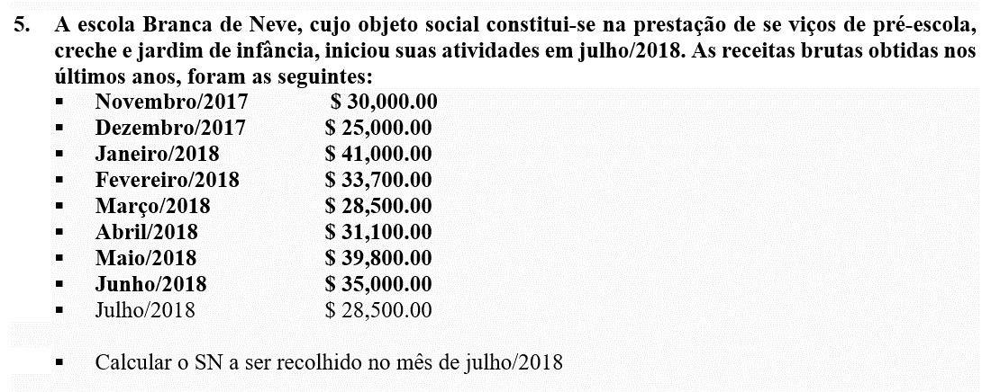 5. A escola Branca de Neve, cujo objeto social constitui-se na prestação de se viços de pré-escola,
creche e jardim de infância, iniciou suas atividades em julho/2018. As receitas brutas obtidas nos
últimos anos, foram as seguintes:
▪ Novembro/2017 $ 30,000.00
▪ Dezembro/2017 $ 25,000.00
▪ Janeiro/2018 $ 41,000.00
▪ Fevereiro/2018 $ 33,700.00
▪ Março/2018 $ 28,500.00
▪ Abril/2018 $ 31,100.00
▪ Maio/2018 $ 39,800.00
▪ Junho/2018 $ 35,000.00
▪ Julho/2018 $ 28,500.00
▪ Calcular o SN a ser recolhido no mês de julho/2018